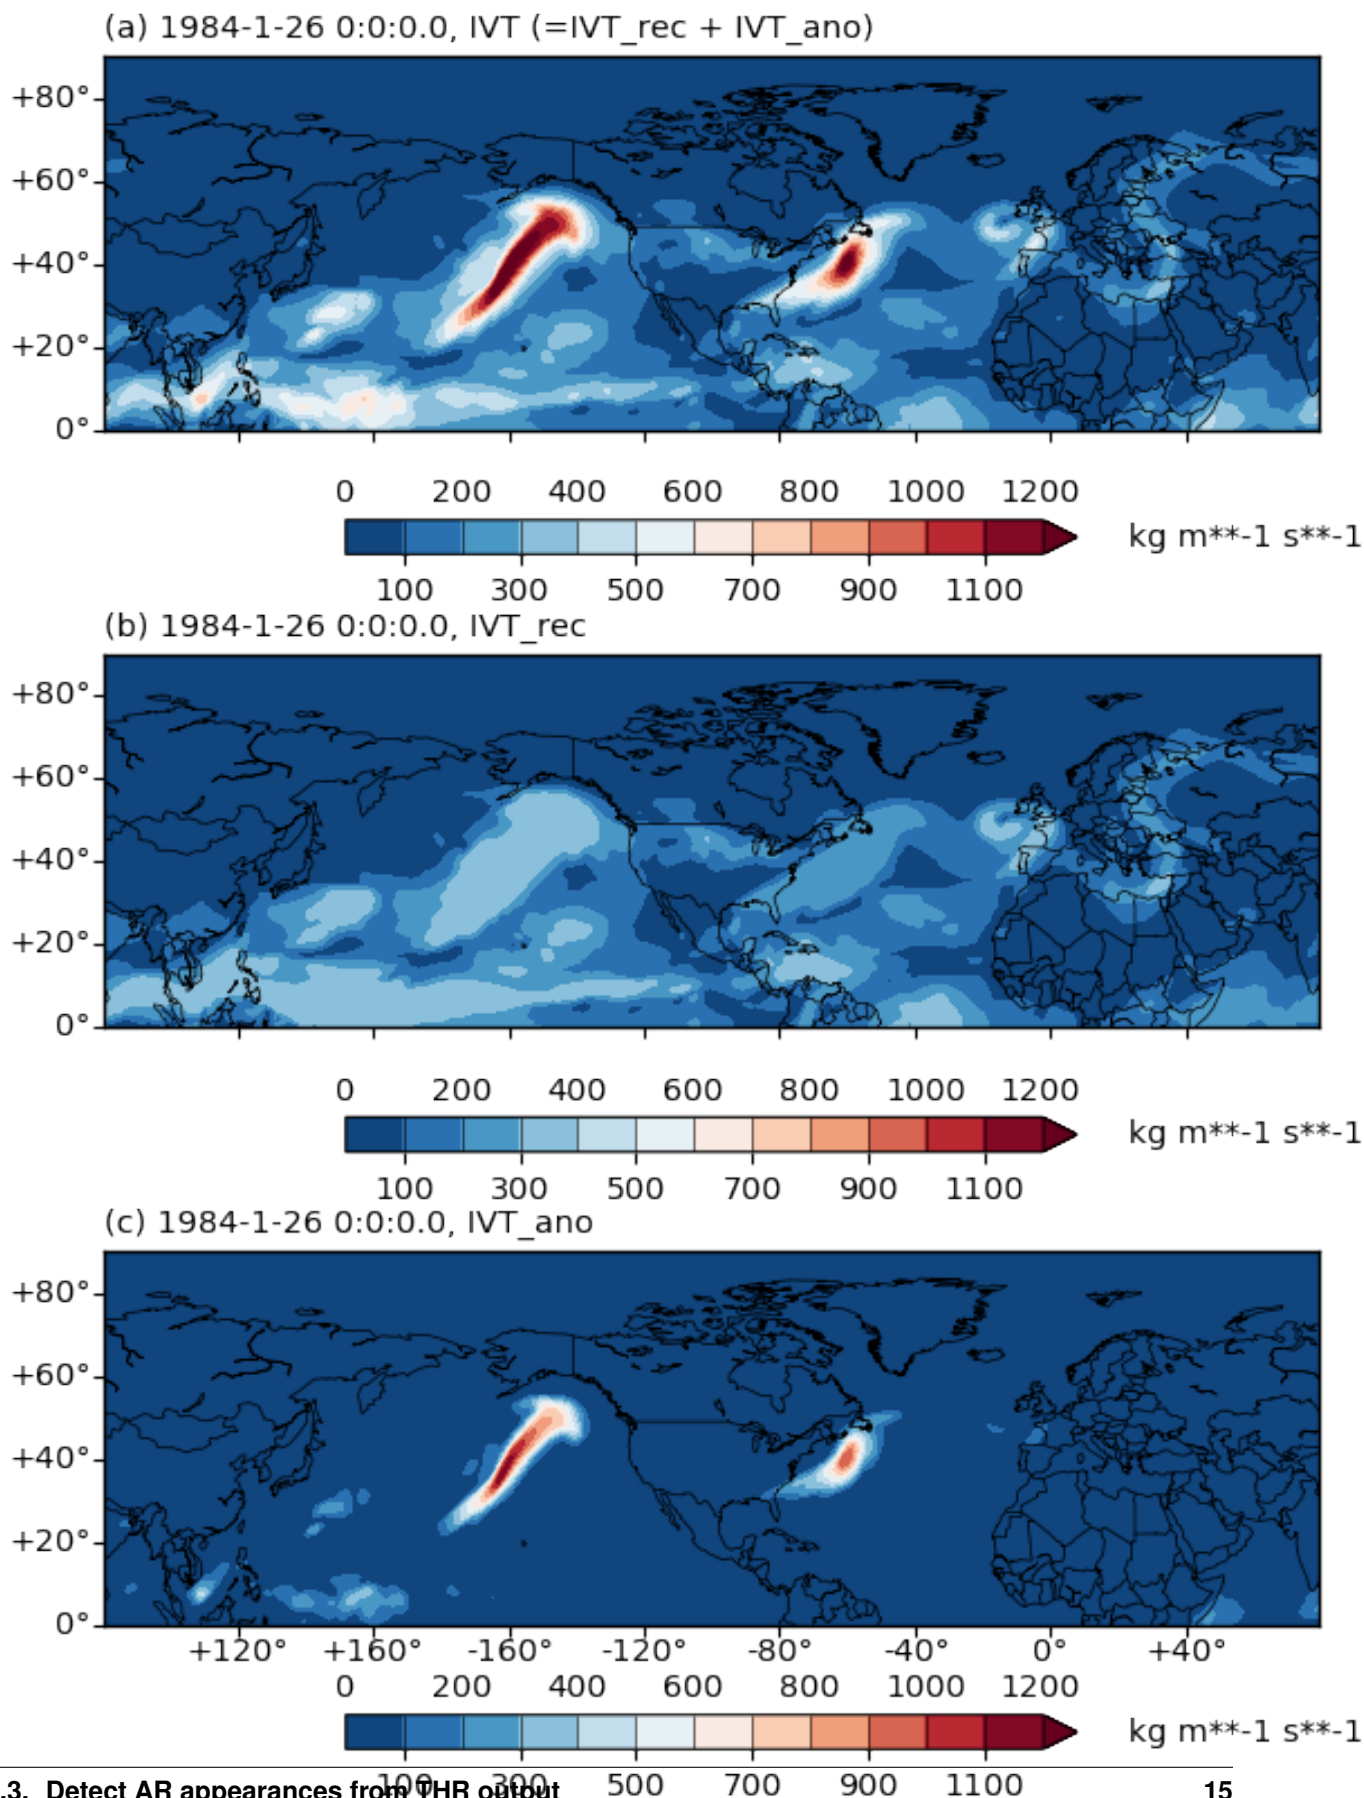 (a) 1984-1-26 0:0:0.0, IVT (=IVT_rec + IVT_ano)
+80°
+60°
+40°
+20°
0°
0 200 400 600 800 1000 1200
kg m**-1 s**-1
100 300 500 700 900 1100
(b) 1984-1-26 0:0:0.0, IVT_rec
+80°
+60°
+40°
+20°
0°
0 200 400 600 800 1000 1200
kg m**-1 s**-1
100 300 500 700 900 1100
(c) 1984-1-26 0:0:0.0, IVT_ano
+80°
+60°
+40°
+20°
0°
+120° +160° -160° -120° -80° -40° 0° +40°
0 200 400 600 800 1000 1200
kg m**-1 s**-1
100 300 500 700 900 1100
.3. Detect AR appearances from THR output 15